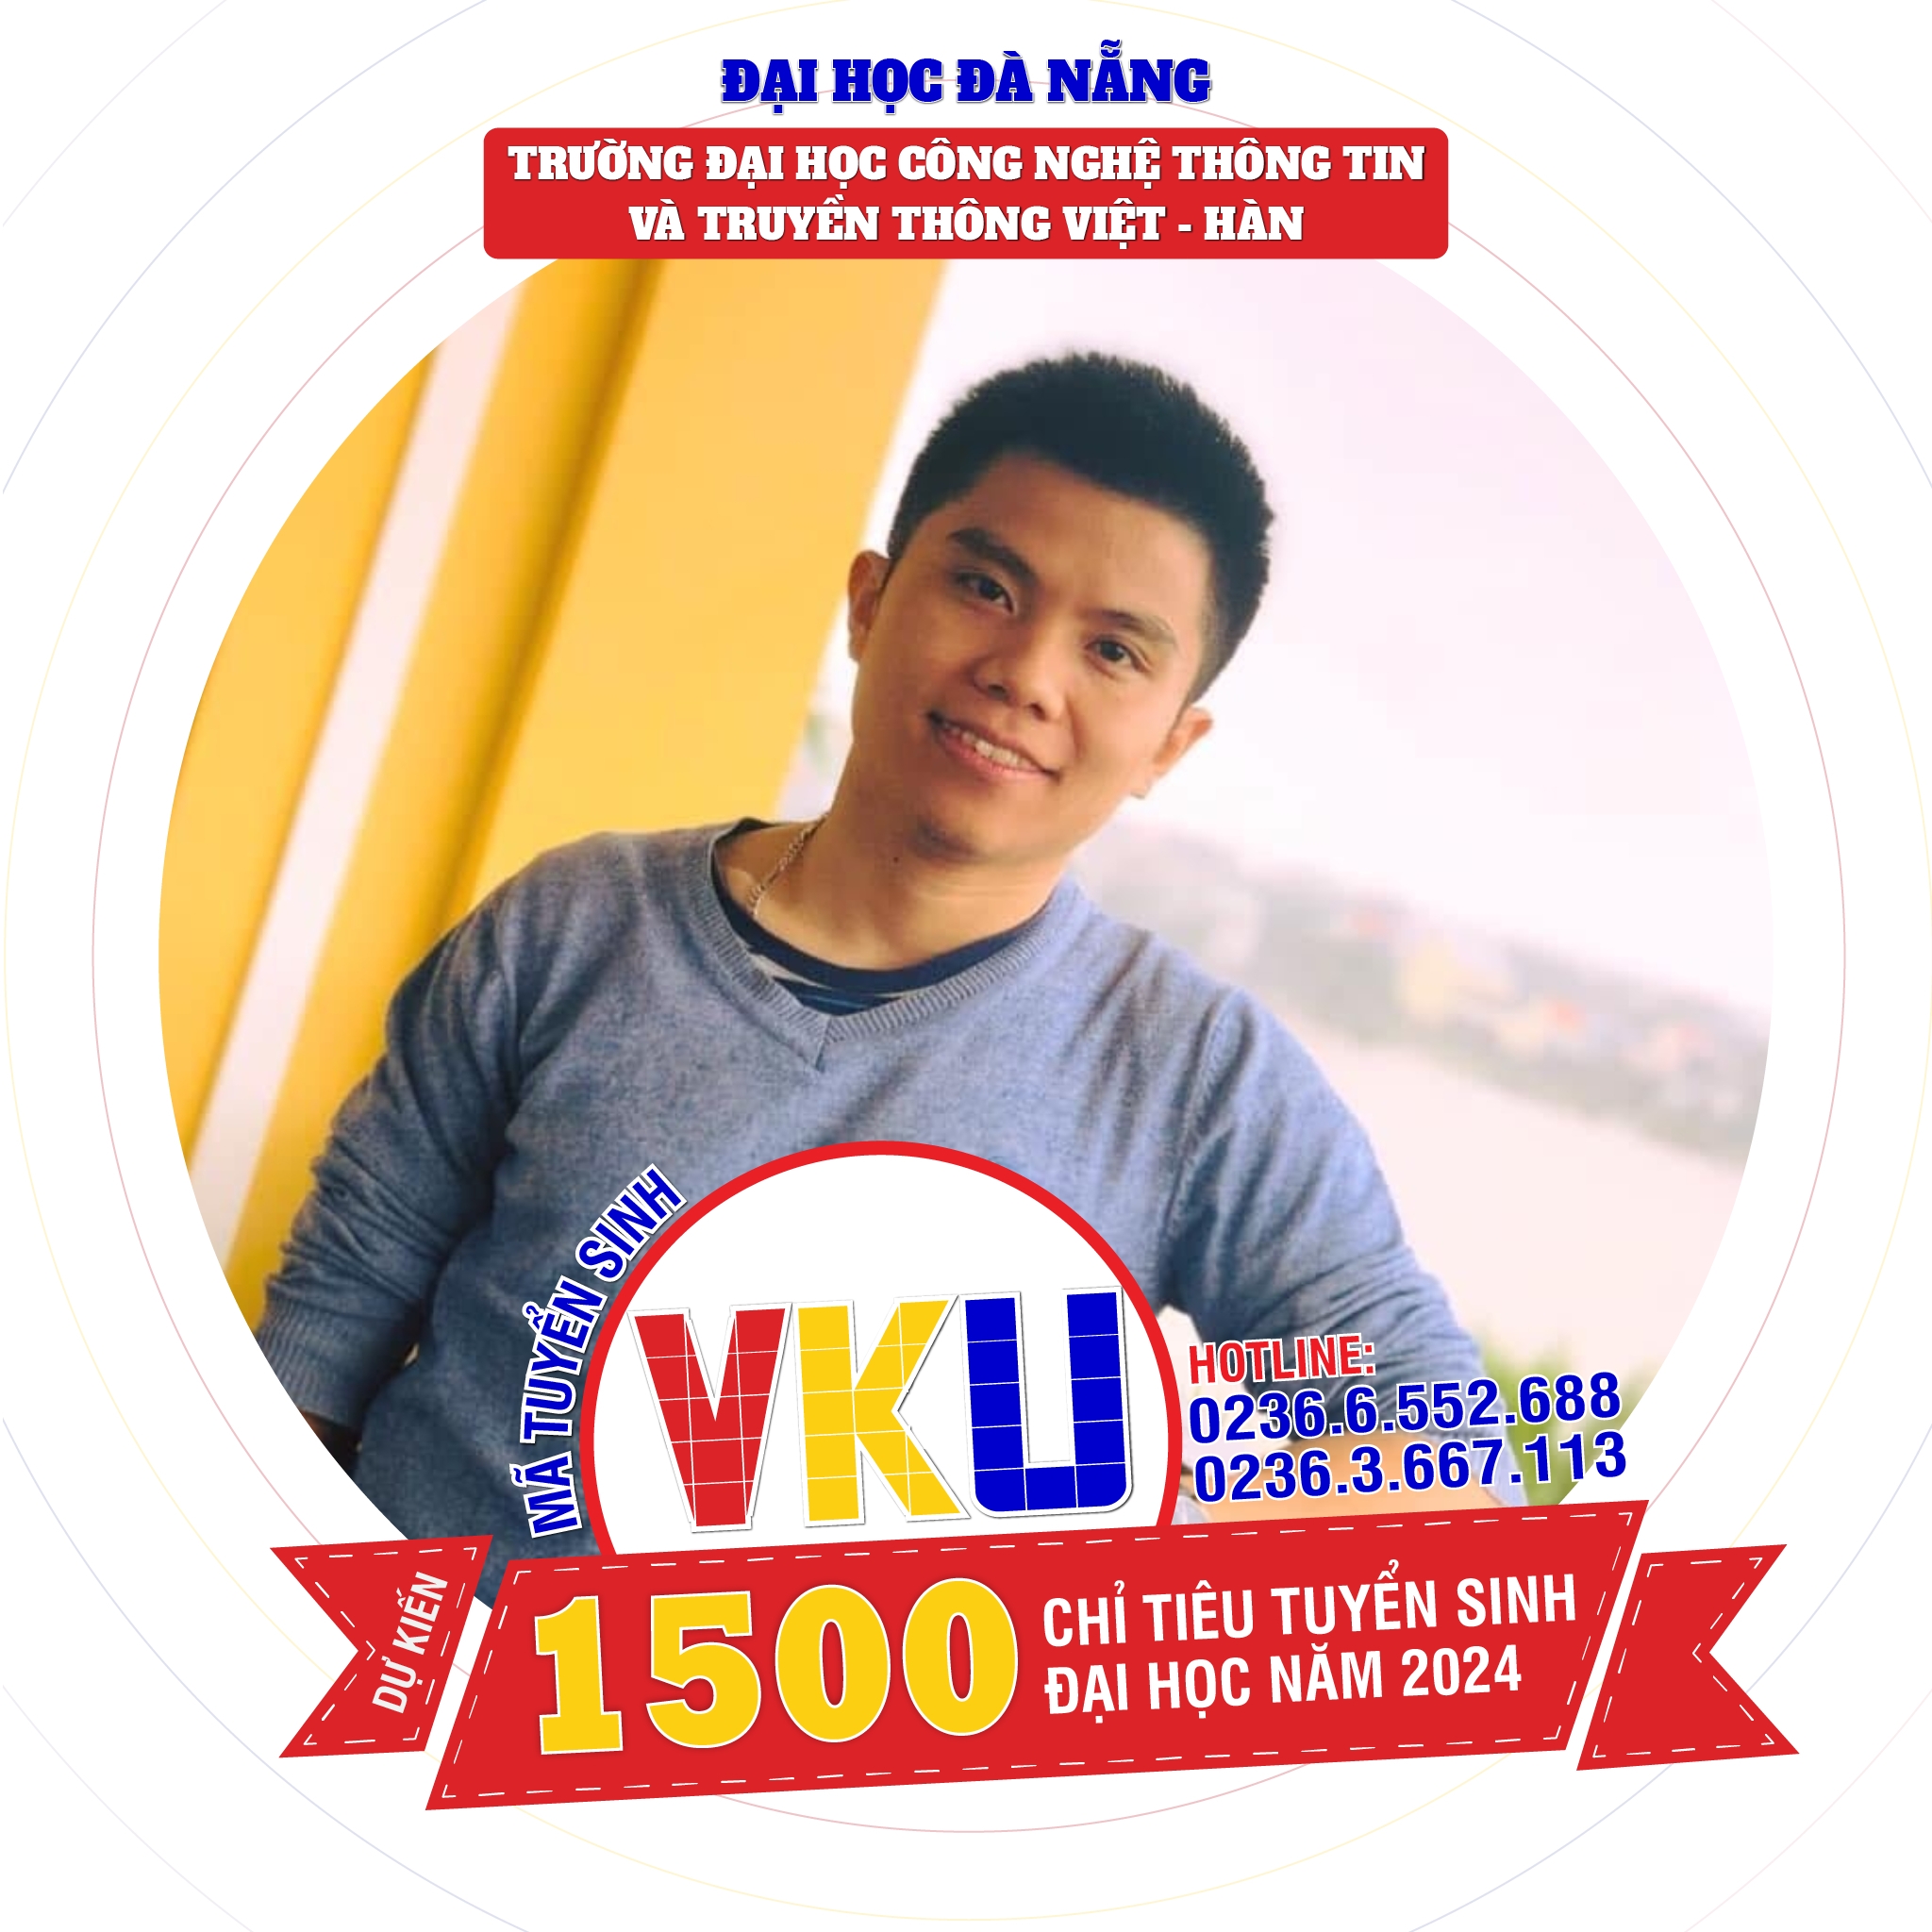 ĐẠI HỌC ĐÀ NẴNG
TRƯỜNG ĐẠI HỌC CÔNG NGHỆ THÔNG TIN
VÀ TRUYỀN THÔNG VIỆT - HÀN
MÃ TUYỂN SINH
VKU
HOTLINE:
0236.6.552.688
0236.3.667.113
DỰ KIẾN
1500
CHỈ TIÊU TUYỂN SINH
ĐẠI HỌC NĂM 2024